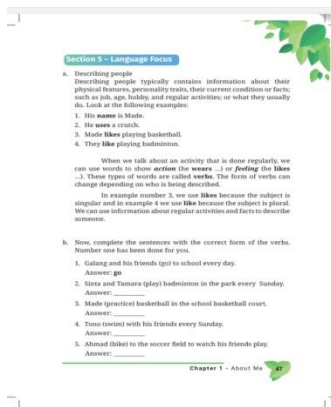 Section 5 – Language Focus
a. Describing people
Describing people typically contains information about their
physical features, personality traits, their current condition or facts;
such as job, age, hobby, and regular activities; or what they usually
do. Look at the following examples:
1. His name is Made.
2. He uses a crutch.
3. Made likes playing basketball.
4. They like playing badminton.
When we talk about an activity that is done regularly, we
can use words to show action (he wears ...) or feeling (he likes
...). These types of words are called verbs. The form of verbs can
change depending on who is being described.
In example number 3, we use likes because the subject is
singular and in example 4 we use like because the subject is plural.
We can use information about regular activities and facts to describe
someone.
b. Now, complete the sentences with the correct form of the verbs.
Number one has been done for you.
1. Galang and his friends (go) to school every day.
Answer: go
2. Sinta and Tamara (play) badminton in the park every Sunday.
Answer: __________
3. Made (practice) basketball in the school basketball court.
Answer: __________
4. Tono (swim) with his friends every Sunday.
Answer: __________
5. Ahmad (bike) to the soccer field to watch his friends play.
Answer: __________
Chapter 1 – About Me 47